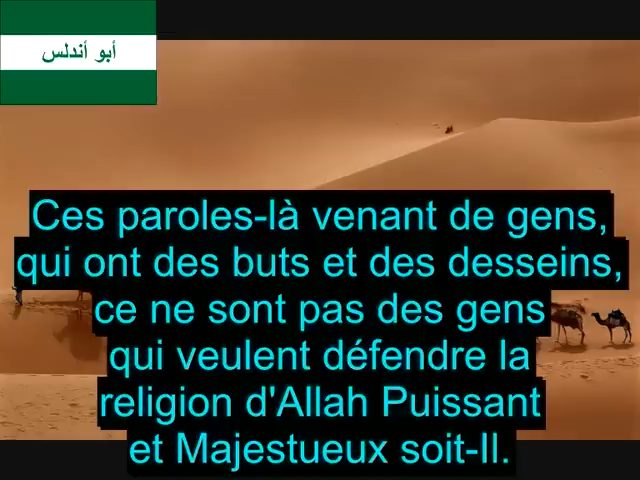 أبو أندلس
Ces paroles-là venant de gens,
qui ont des buts et des desseins,
ce ne sont pas des gens
qui veulent défendre la
religion d'Allah Puissant
et Majestueux soit-Il.